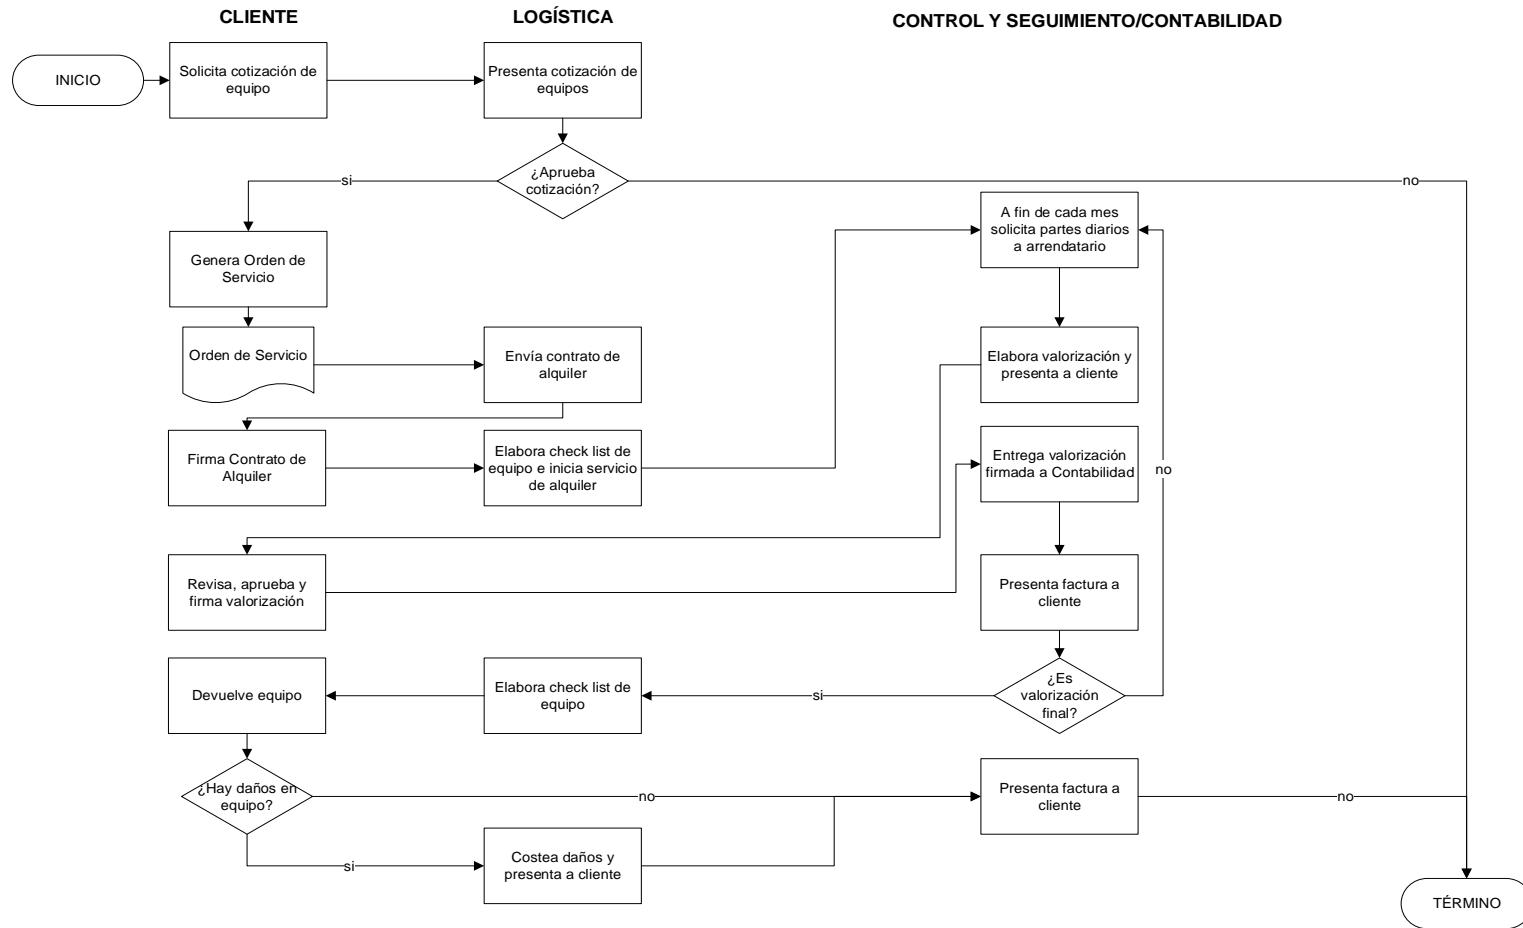 CLIENTE
LOGÍSTICA
CONTROL Y SEGUIMIENTO/CONTABILIDAD
INICIO
Solicita cotización de
equipo
Presenta cotización de
equipos
¿Aprueba
cotización?
si
no
Genera Orden de
Servicio
A fin de cada mes
solicita partes diarios
a arrendatario
Orden de Servicio
Envía contrato de
alquiler
Elabora valorización y
presenta a cliente
Firma Contrato de
Alquiler
Elabora check list de
equipo e inicia servicio
de alquiler
Entrega valorización
firmada a Contabilidad
no
Revisa, aprueba y
firma valorización
Presenta factura a
cliente
Devuelve equipo
Elabora check list de
equipo
si
¿Es
valorización
final?
¿Hay daños en
equipo?
no
Presenta factura a
cliente
no
si
Costea daños y
presenta a cliente
TÉRMINO